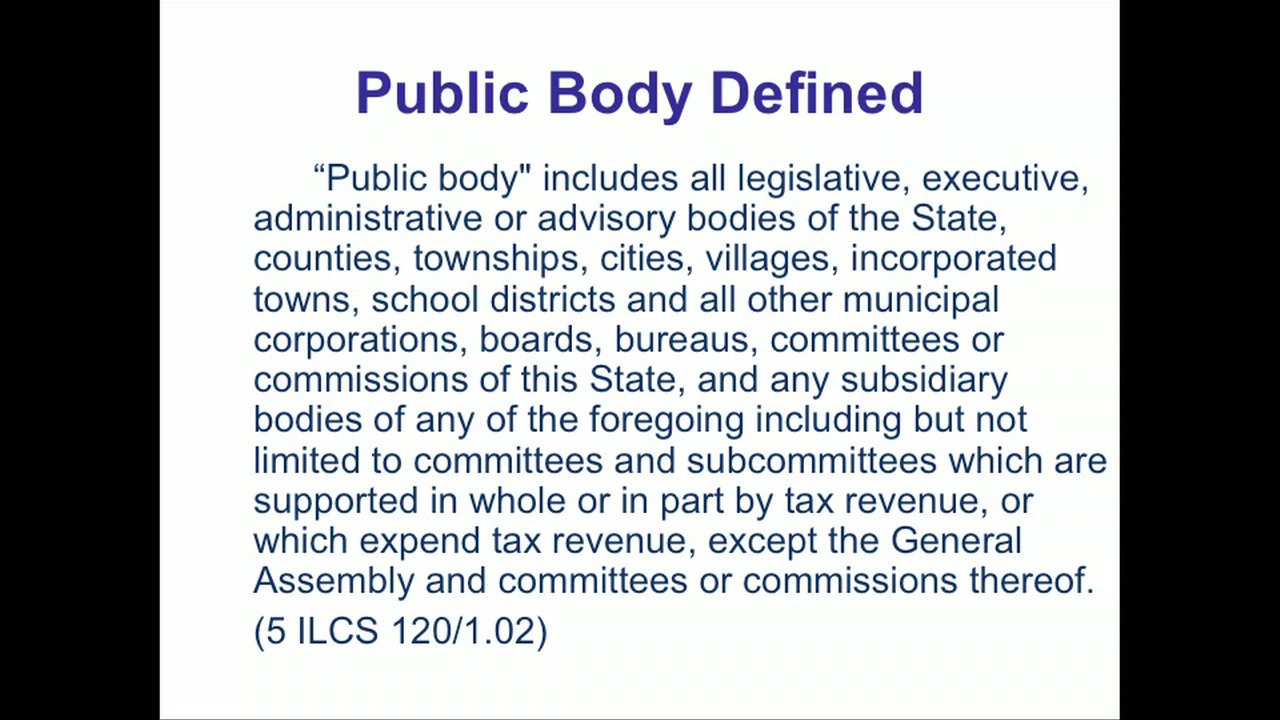 Public Body Defined
“Public body" includes all legislative, executive,
administrative or advisory bodies of the State,
counties, townships, cities, villages, incorporated
towns, school districts and all other municipal
corporations, boards, bureaus, committees or
commissions of this State, and any subsidiary
bodies of any of the foregoing including but not
limited to committees and subcommittees which are
supported in whole or in part by tax revenue, or
which expend tax revenue, except the General
Assembly and committees or commissions thereof.
(5 ILCS 120/1.02)